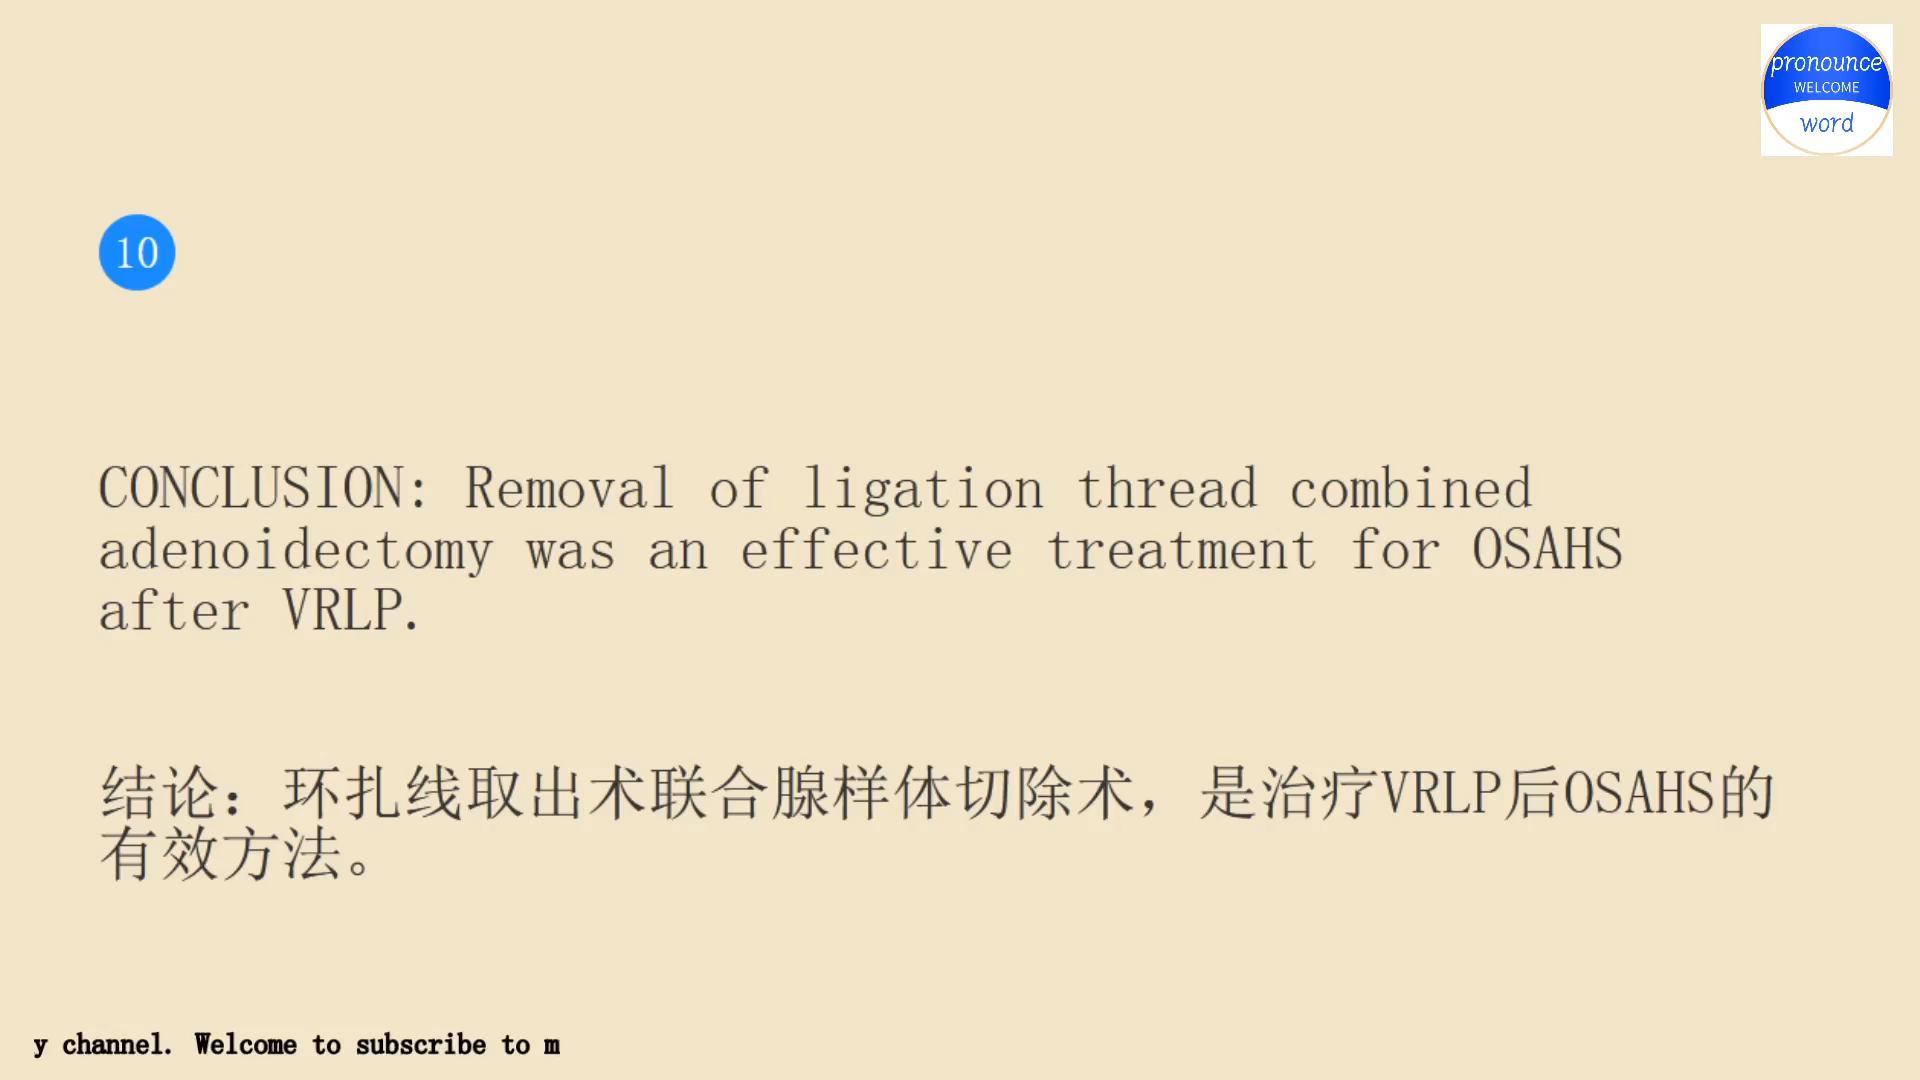 pronounce
WELCOME
word
10
CONCLUSION: Removal of ligation thread combined
adenoidectomy was an effective treatment for OSAHS
after VRLP.
结论：环扎线取出术联合腺样体切除术，是治疗VRLP后OSAHS的
有效方法。
y channel. Welcome to subscribe to m